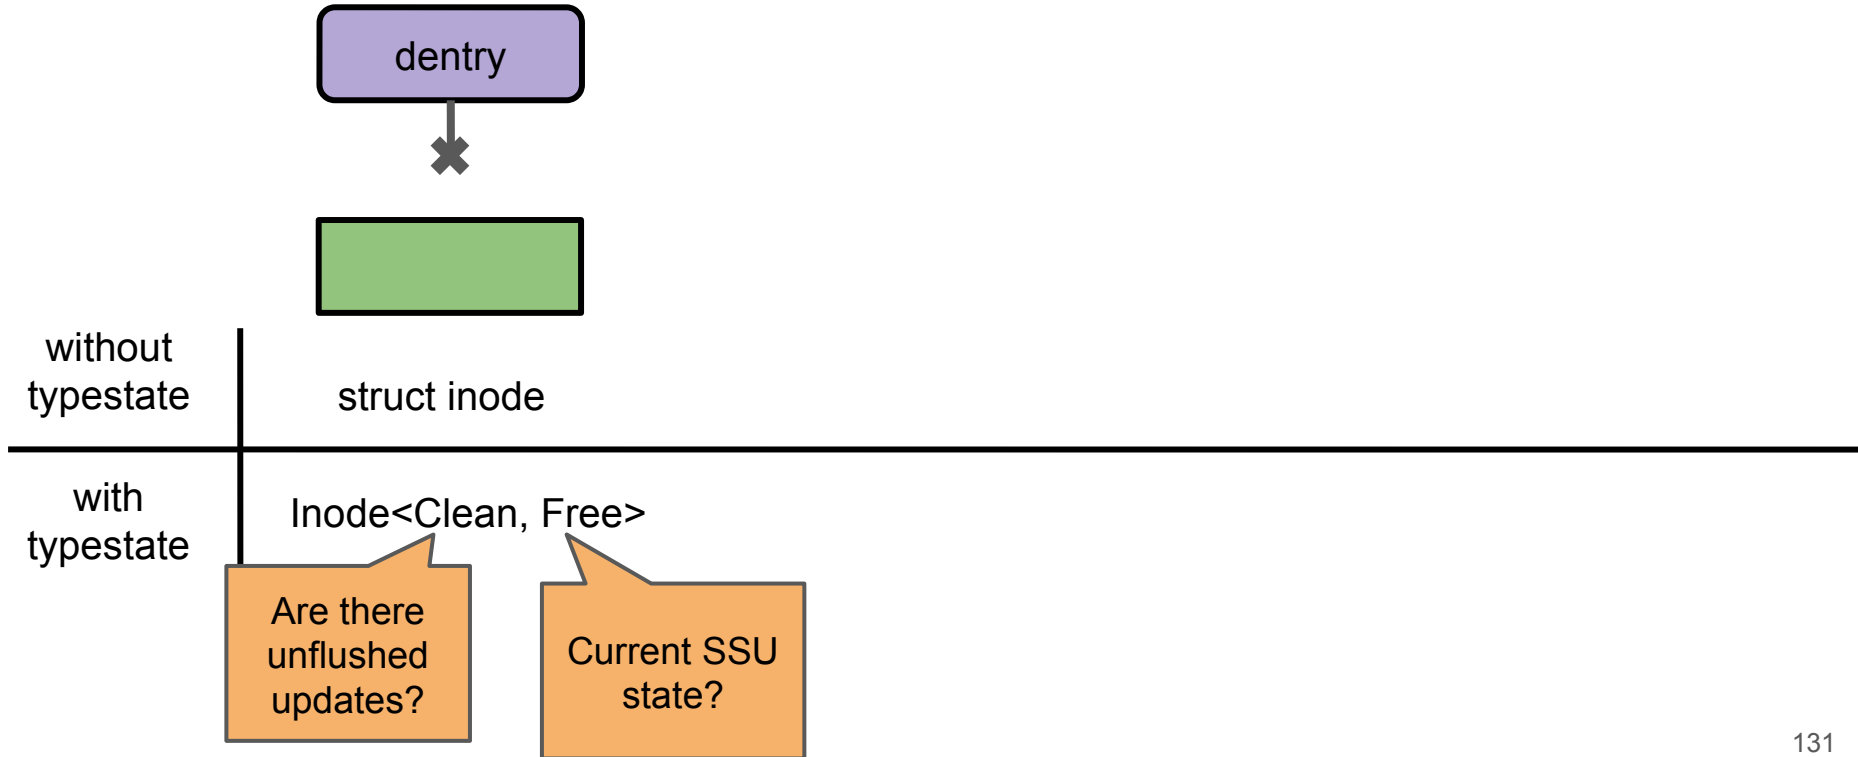 dentry
without
typestate
struct inode
with
typestate
Inode<Clean, Free>
Are there
unflushed
updates?
Current SSU
state?
131